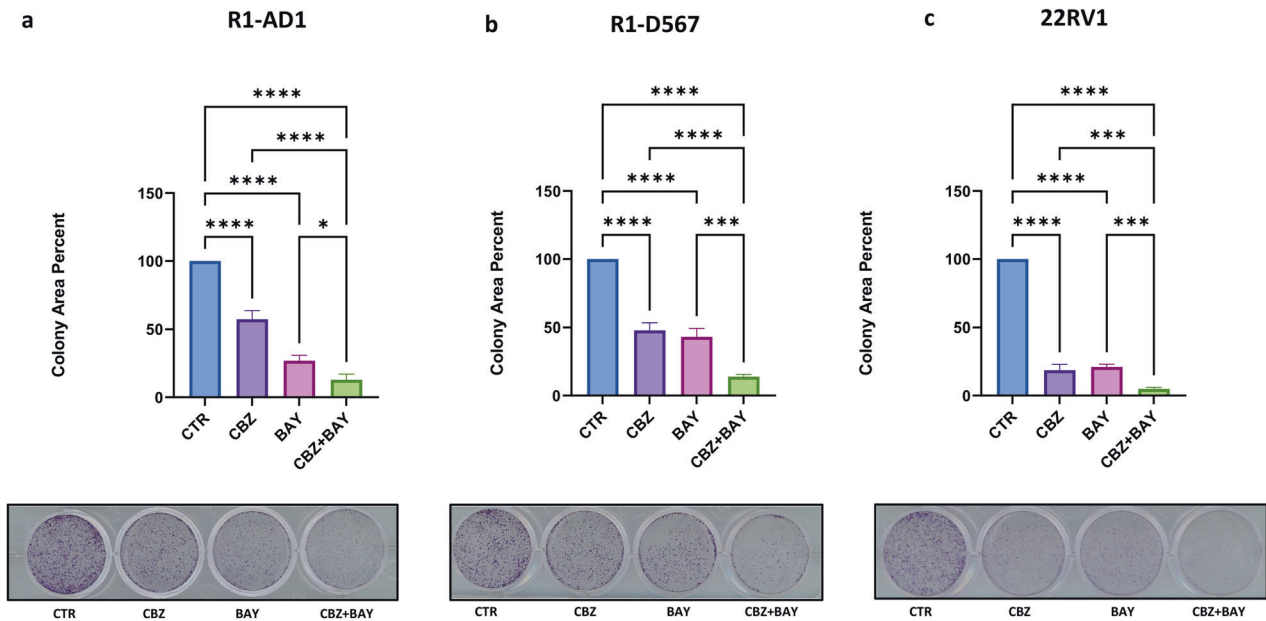 a
R1-AD1
Colony Area Percent
****
****
****
****
*
150
100
50
0
CTR
CBZ
BAY
CBZ+BAY
CTR
CBZ
BAY
CBZ+BAY
b
R1-D567
Colony Area Percent
****
****
****
****
***
150
100
50
0
CTR
CBZ
BAY
CBZ+BAY
CTR
CBZ
BAY
CBZ+BAY
c
22RV1
Colony Area Percent
****
***
****
****
***
150
100
50
0
CTR
CBZ
BAY
CBZ+BAY
CTR
CBZ
BAY
CBZ+BAY